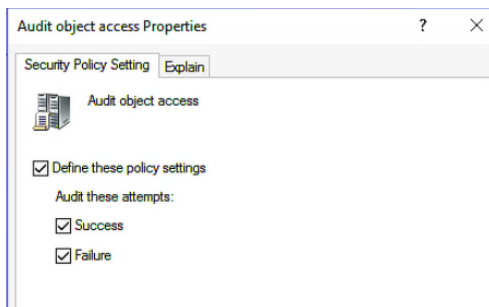 Audit object access Properties ? ×
Security Policy Setting Explain
Audit object access
Define these policy settings
Audit these attempts:
Success
Failure